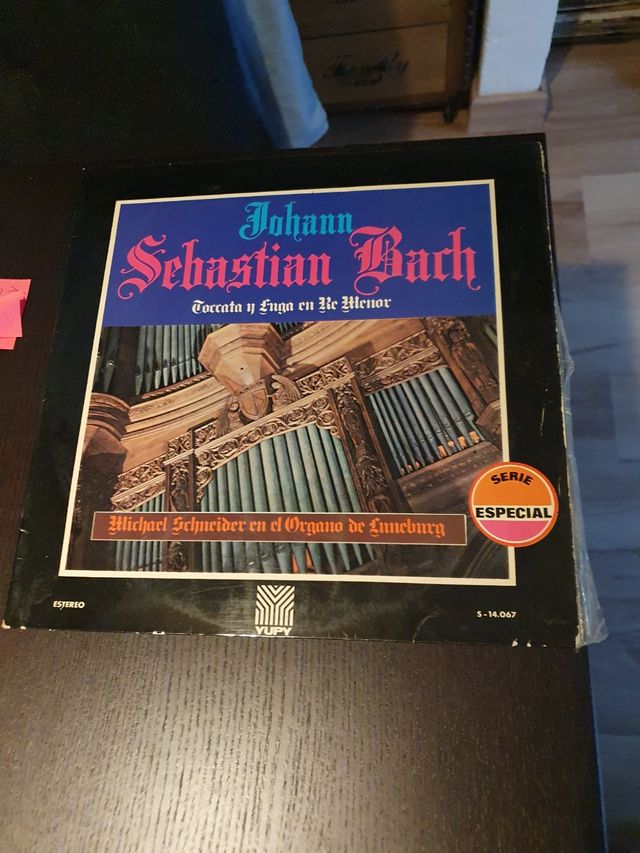 Johann
Sebastian Bach
Toccata y Fuga en Re Menor
SERIE
ESPECIAL
Michael Schneider en el Organo de Luneburg
ESTEREO
YUPY
S-14.067